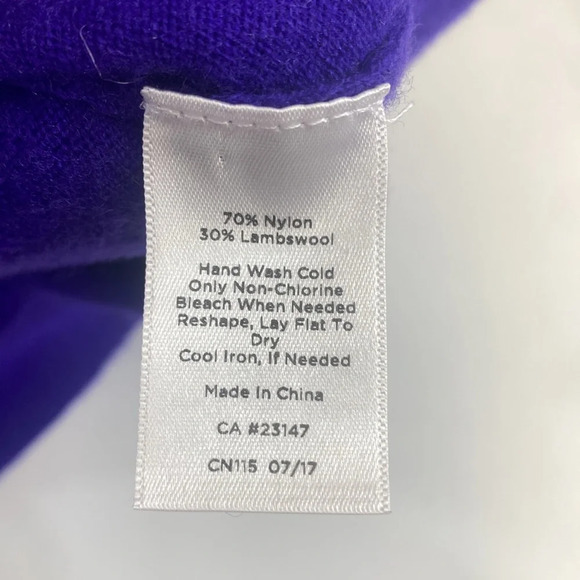 70% Nylon
30% Lambswool
Hand Wash Cold
Only Non-Chlorine
Bleach When Needed
Reshape, Lay Flat To
Dry
Cool Iron, If Needed
Made In China
CA #23147
CN115 07/17